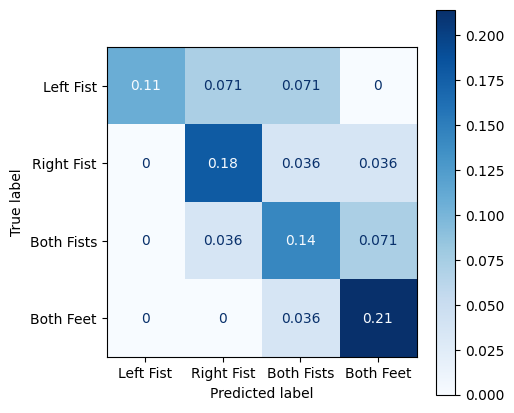 Left Fist 0.11 0.071 0.071 0
Right Fist 0 0.18 0.036 0.036
Both Fists 0 0.036 0.14 0.071
Both Feet 0 0 0.036 0.21
Left Fist Right Fist Both Fists Both Feet
Predicted label
True label
0.200
0.175
0.150
0.125
0.100
0.075
0.050
0.025
0.000